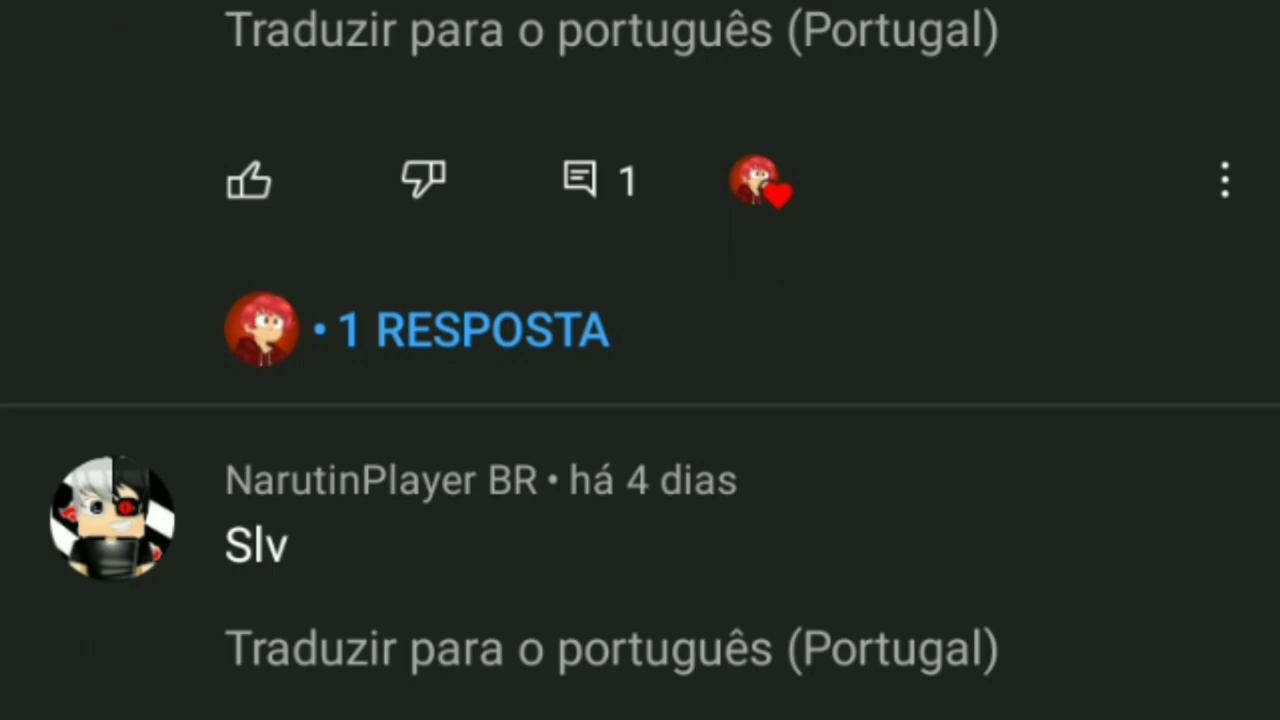 Traduzir para o português (Portugal)
1
• 1 RESPOSTA
NarutinPlayer BR • há 4 dias
Slv
Traduzir para o português (Portugal)